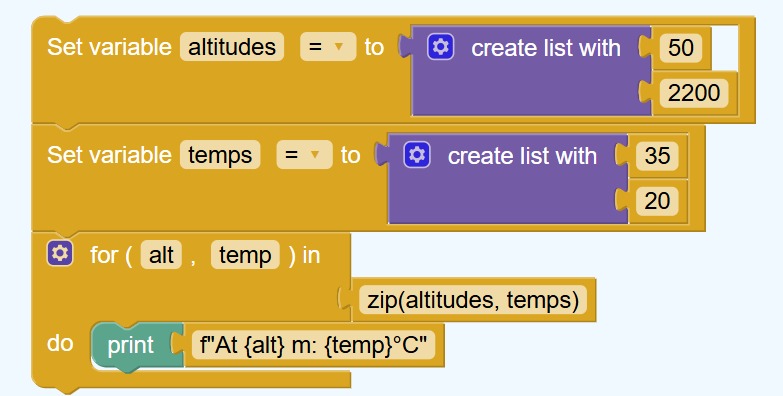 Set variable altitudes = to create list with 50
2200
Set variable temps = to create list with 35
20
for ( alt , temp ) in
zip(altitudes, temps)
do print f"At {alt} m: {temp}°C"